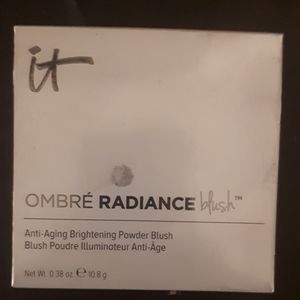 it
OMBRÉ RADIANCE blush™
Anti-Aging Brightening Powder Blush
Blush Poudre Illuminateur Anti-Âge
Net Wt. 0.38 oz. ℮ 10.8 g